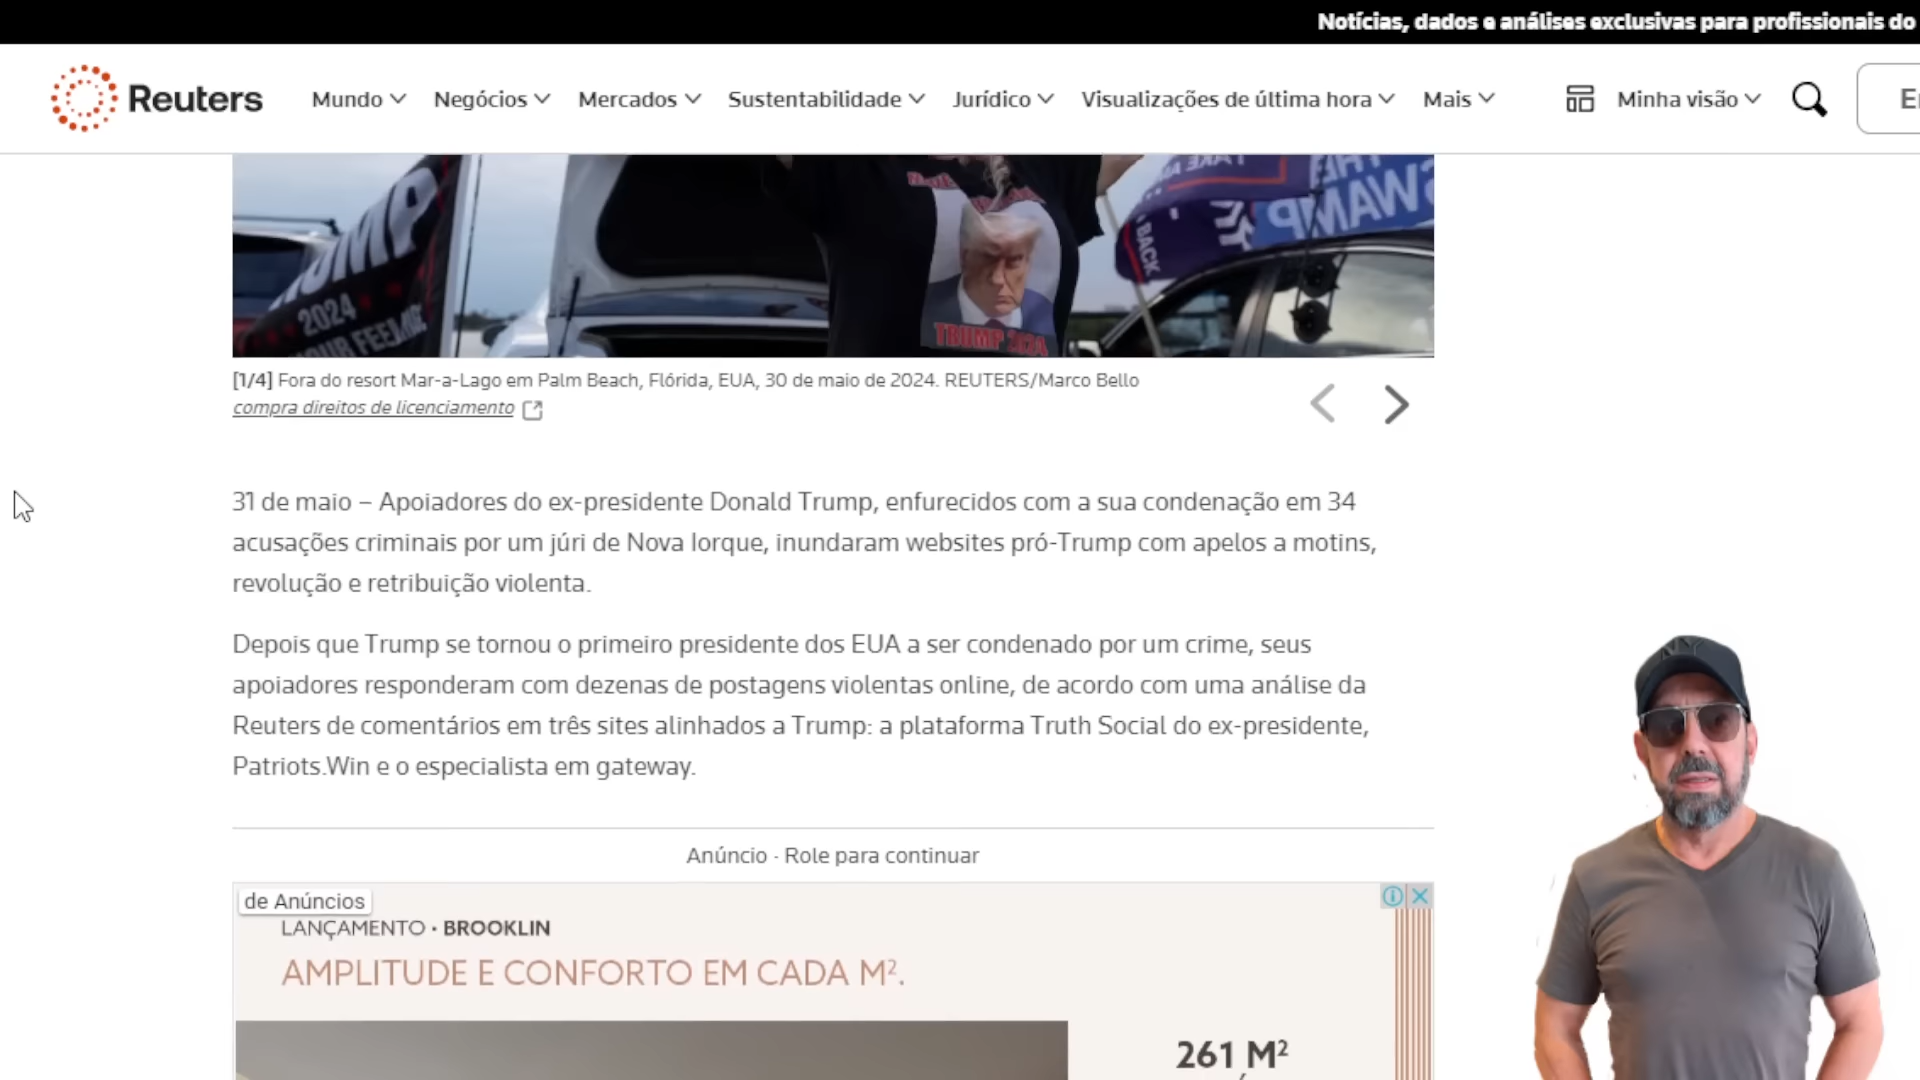 Notícias, dados e análises exclusivas para profissionais do
Reuters
Mundo
Negócios
Mercados
Sustentabilidade
Jurídico
Visualizações de última hora
Mais
Minha visão
TRUMP 2024
2024
BACK
[1/4] Fora do resort Mar-a-Lago em Palm Beach, Flórida, EUA, 30 de maio de 2024. REUTERS/Marco Bello
compra direitos de licenciamento
31 de maio – Apoiadores do ex-presidente Donald Trump, enfurecidos com a sua condenação em 34
acusações criminais por um júri de Nova Iorque, inundaram websites pró-Trump com apelos a motins,
revolução e retribuição violenta.
Depois que Trump se tornou o primeiro presidente dos EUA a ser condenado por um crime, seus
apoiadores responderam com dezenas de postagens violentas online, de acordo com uma análise da
Reuters de comentários em três sites alinhados a Trump: a plataforma Truth Social do ex-presidente,
Patriots.Win e o especialista em gateway.
Anúncio · Role para continuar
de Anúncios
LANÇAMENTO • BROOKLIN
AMPLITUDE E CONFORTO EM CADA M².
261 M²
NY